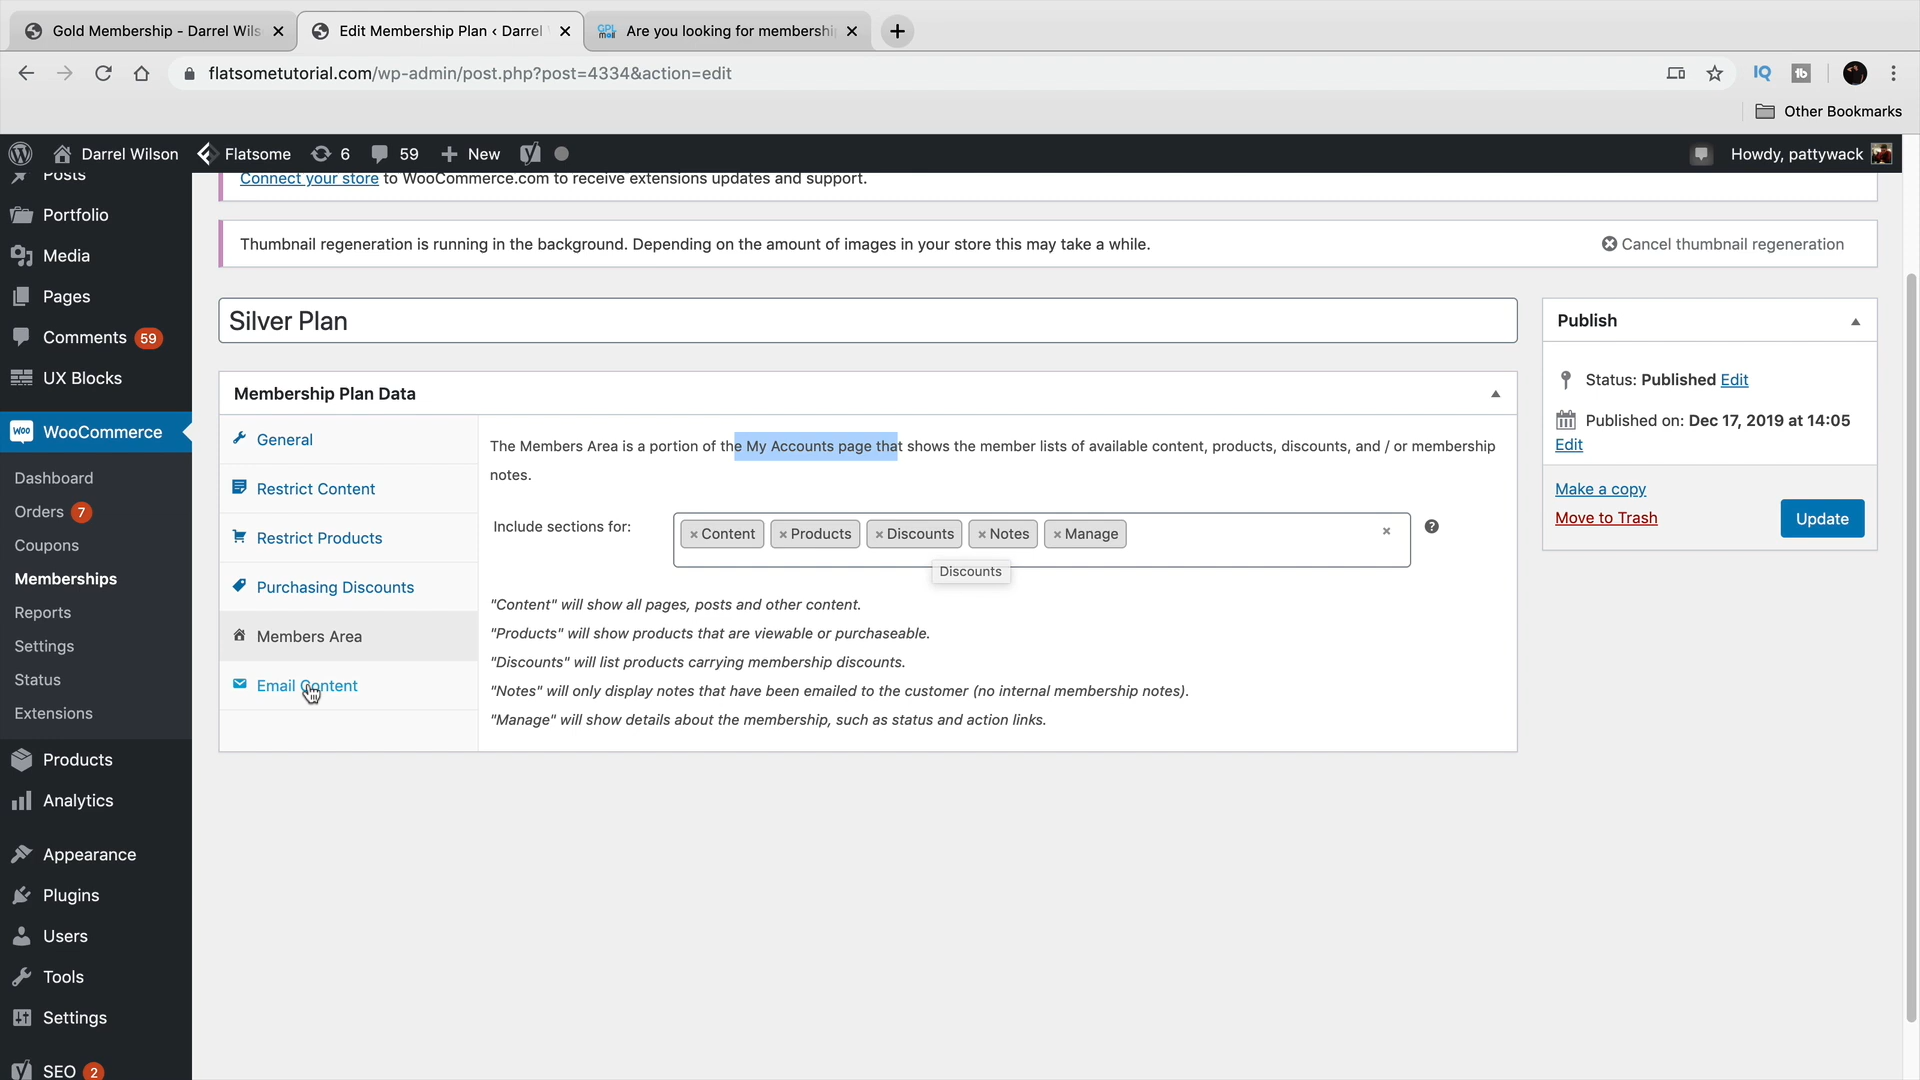 Gold Membership - Darrel Wils
Edit Membership Plan ‹ Darrel
GPL mall Are you looking for membershi
flatsometutorial.com/wp-admin/post.php?post=4334&action=edit
IQ
tb
Other Bookmarks
Darrel Wilson
Flatsome
6
59
New
Howdy, pattywack
Posts
Portfolio
Media
Pages
Comments 59
UX Blocks
Woo WooCommerce
Dashboard
Orders 7
Coupons
Memberships
Reports
Settings
Status
Extensions
Products
Analytics
Appearance
Plugins
Users
Tools
Settings
SEO 2
Connect your store to WooCommerce.com to receive extensions updates and support.
Thumbnail regeneration is running in the background. Depending on the amount of images in your store this may take a while.
Cancel thumbnail regeneration
Silver Plan
Membership Plan Data
General
Restrict Content
Restrict Products
Purchasing Discounts
Members Area
Email Content
The Members Area is a portion of the My Accounts page that shows the member lists of available content, products, discounts, and / or membership
notes.
Include sections for:
× Content × Products × Discounts × Notes × Manage
×
?
Discounts
"Content" will show all pages, posts and other content.
"Products" will show products that are viewable or purchaseable.
"Discounts" will list products carrying membership discounts.
"Notes" will only display notes that have been emailed to the customer (no internal membership notes).
"Manage" will show details about the membership, such as status and action links.
Publish
Status: Published Edit
Published on: Dec 17, 2019 at 14:05
Edit
Make a copy
Move to Trash
Update